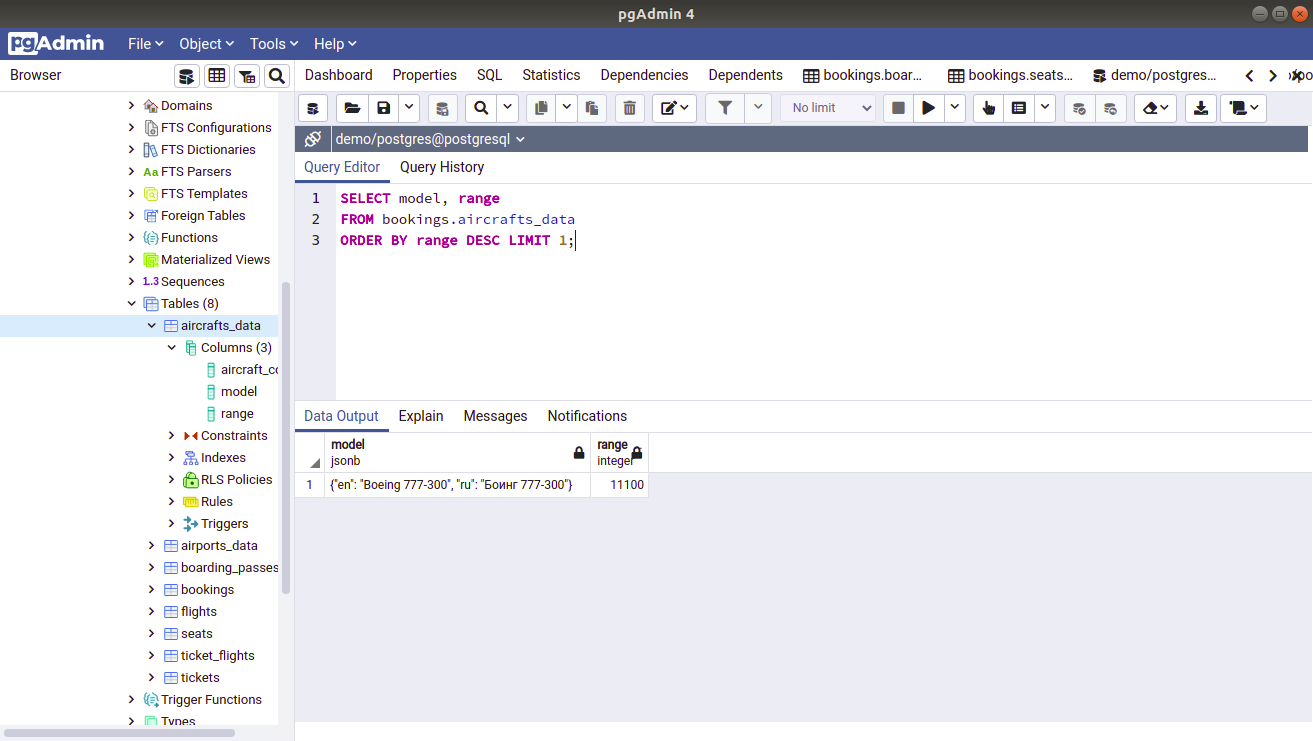 pgAdmin 4
pgAdmin File Object Tools Help
Browser
Dashboard Properties SQL Statistics Dependencies Dependents bookings.boar... bookings.seats... demo/postgres...
Domains
FTS Configurations
FTS Dictionaries
Aa FTS Parsers
FTS Templates
Foreign Tables
Functions
Materialized Views
1..3 Sequences
Tables (8)
aircrafts_data
Columns (3)
aircraft_co
model
range
Constraints
Indexes
RLS Policies
Rules
Triggers
airports_data
boarding_passes
bookings
flights
seats
ticket_flights
tickets
Trigger Functions
Types
No limit
demo/postgres@postgresql
Query Editor Query History
1 SELECT model, range
2 FROM bookings.aircrafts_data
3 ORDER BY range DESC LIMIT 1;
Data Output Explain Messages Notifications
model
jsonb
range
integer
1 {"en": "Boeing 777-300", "ru": "Боинг 777-300"} 11100